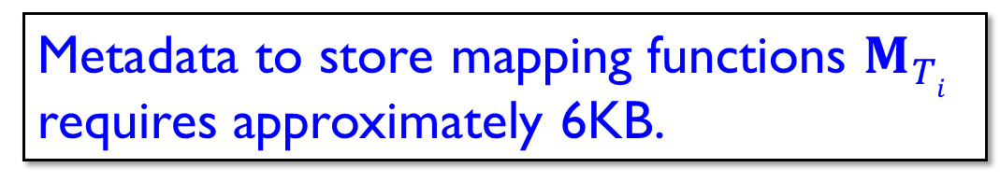 Metadata to store mapping functions 𝐌_{T_i}
requires approximately 6KB.